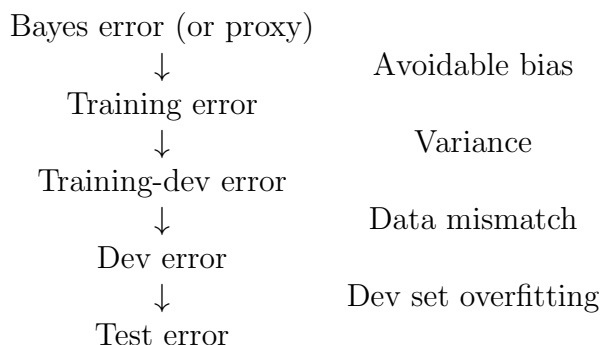 Bayes error (or proxy)
↓
Avoidable bias
Training error
↓
Variance
Training-dev error
↓
Data mismatch
Dev error
↓
Dev set overfitting
Test error